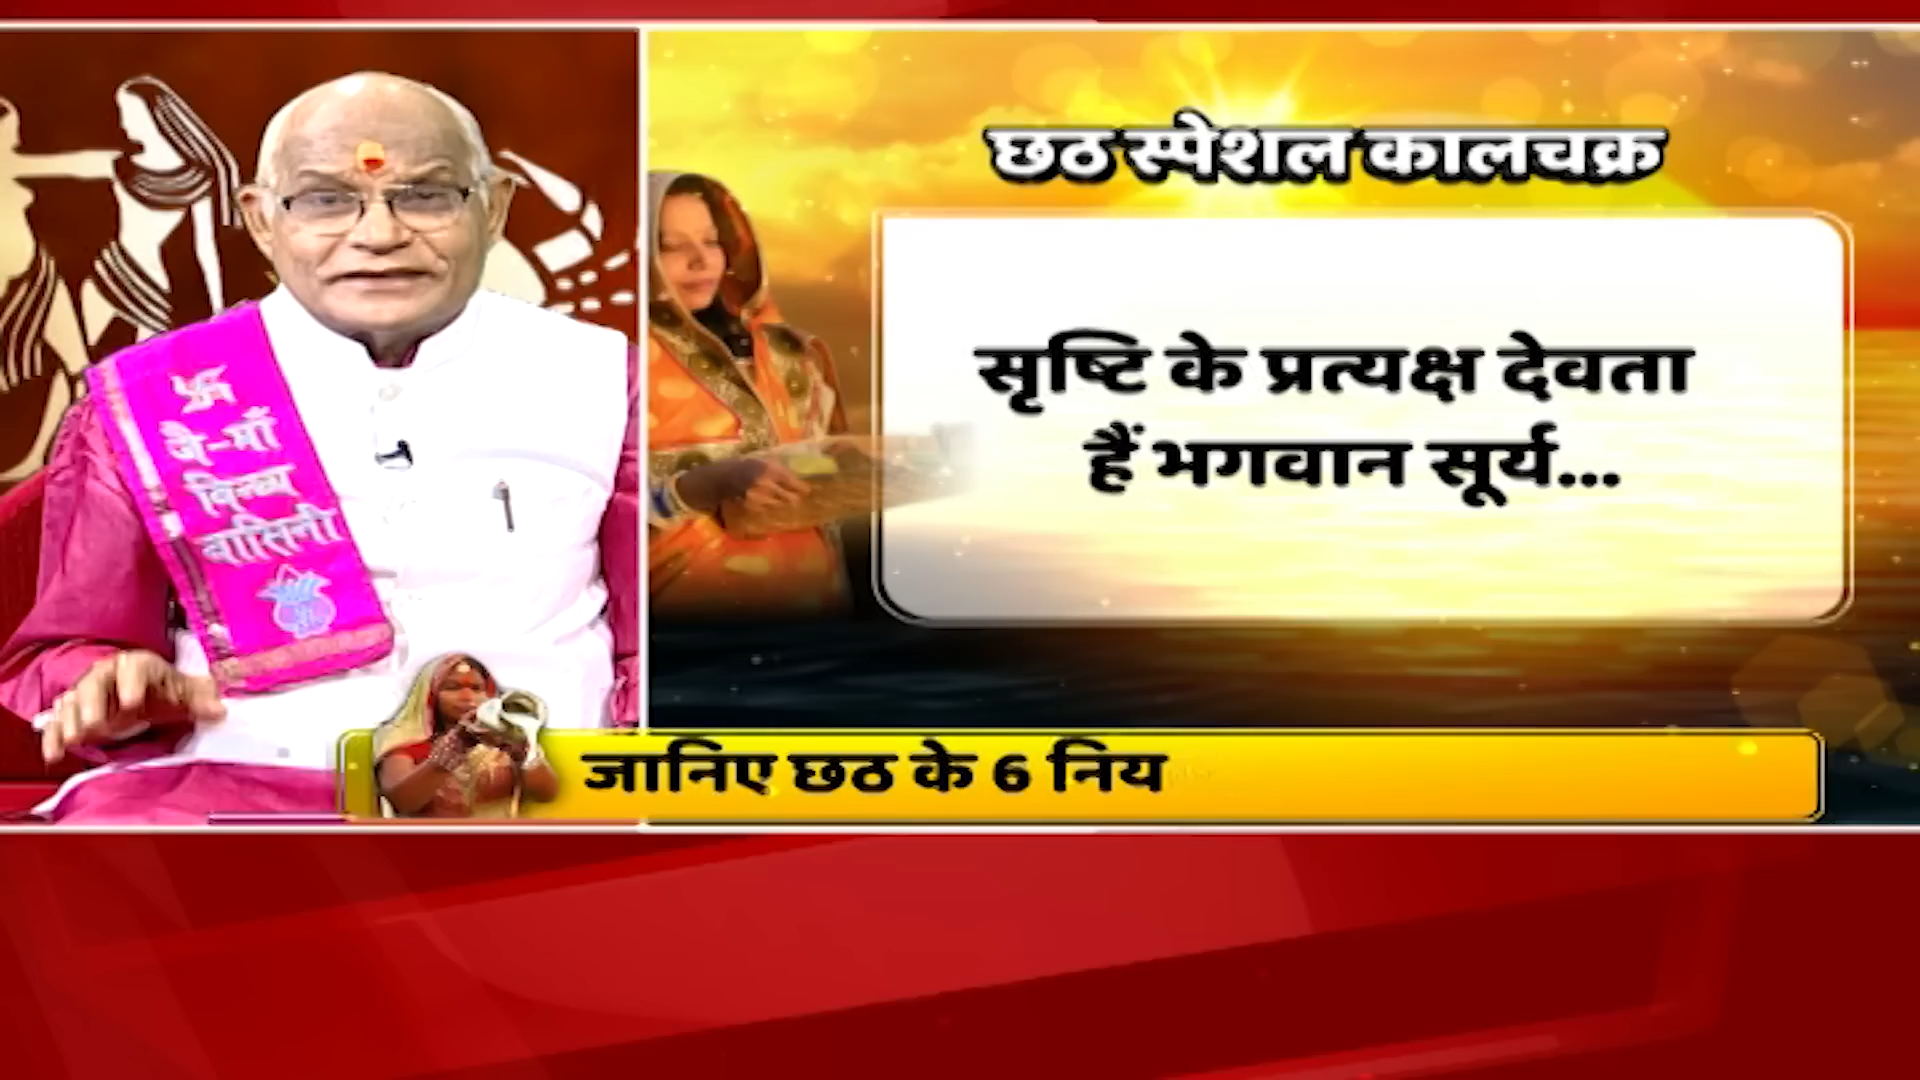 छठ स्पेशल कालचक्र
सृष्टि के प्रत्यक्ष देवता
हैं भगवान सूर्य...
जै-माँ
विन्ध्य
वासिनी
जानिए छठ के 6 निय